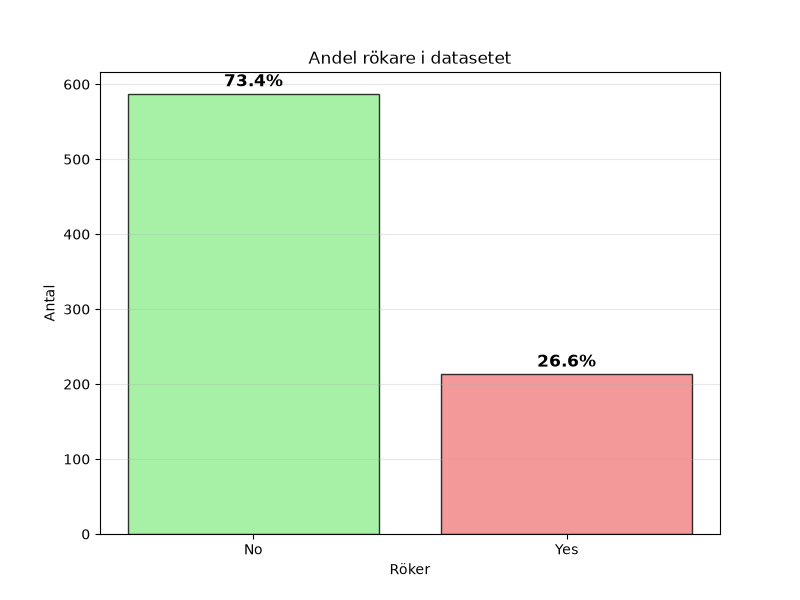 Andel rökare i datasetet
73.4%
26.6%
600
500
400
300
200
100
0
Antal
No
Yes
Röker